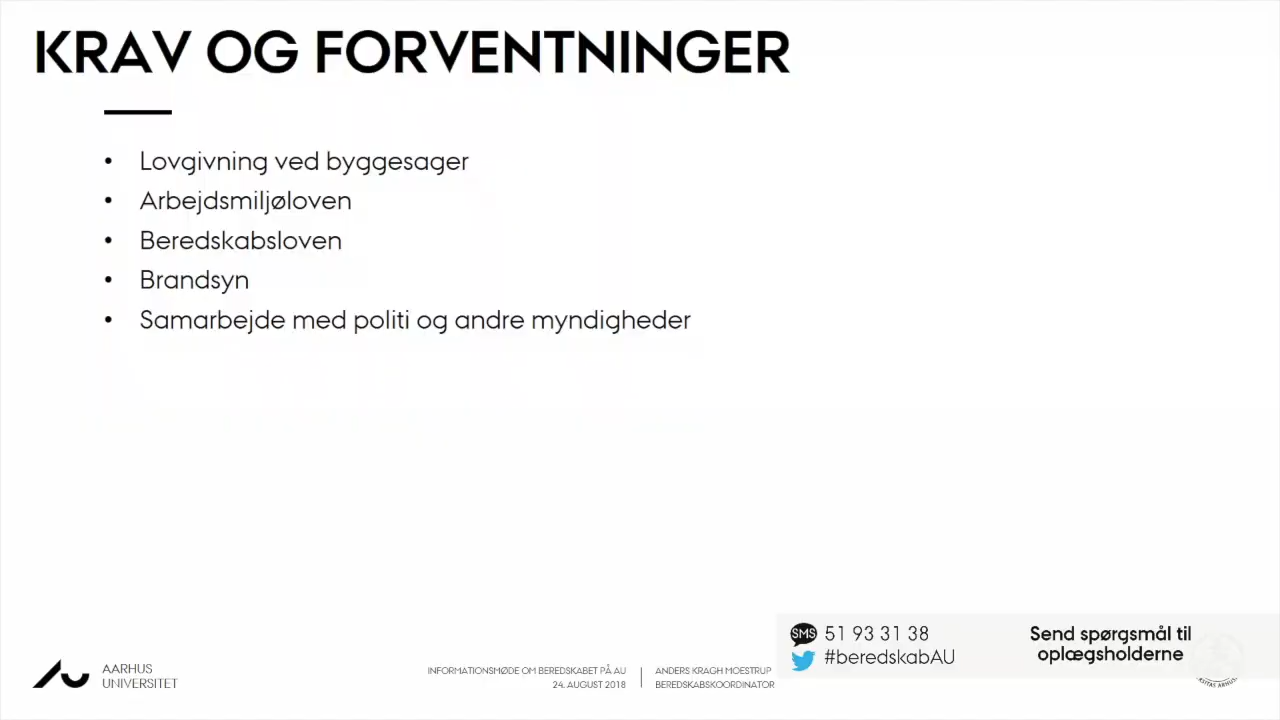 KRAV OG FORVENTNINGER
• Lovgivning ved byggesager
• Arbejdsmiljøloven
• Beredskabsloven
• Brandsyn
• Samarbejde med politi og andre myndigheder
SMS 51 93 31 38
#beredskabAU
Send spørgsmål til
oplægsholderne
AARHUS
UNIVERSITET
INFORMATIONSMØDE OM BEREDSKABET PÅ AU
24. AUGUST 2018
ANDERS KRAGH MOESTRUP
BEREDSKABSKOORDINATOR